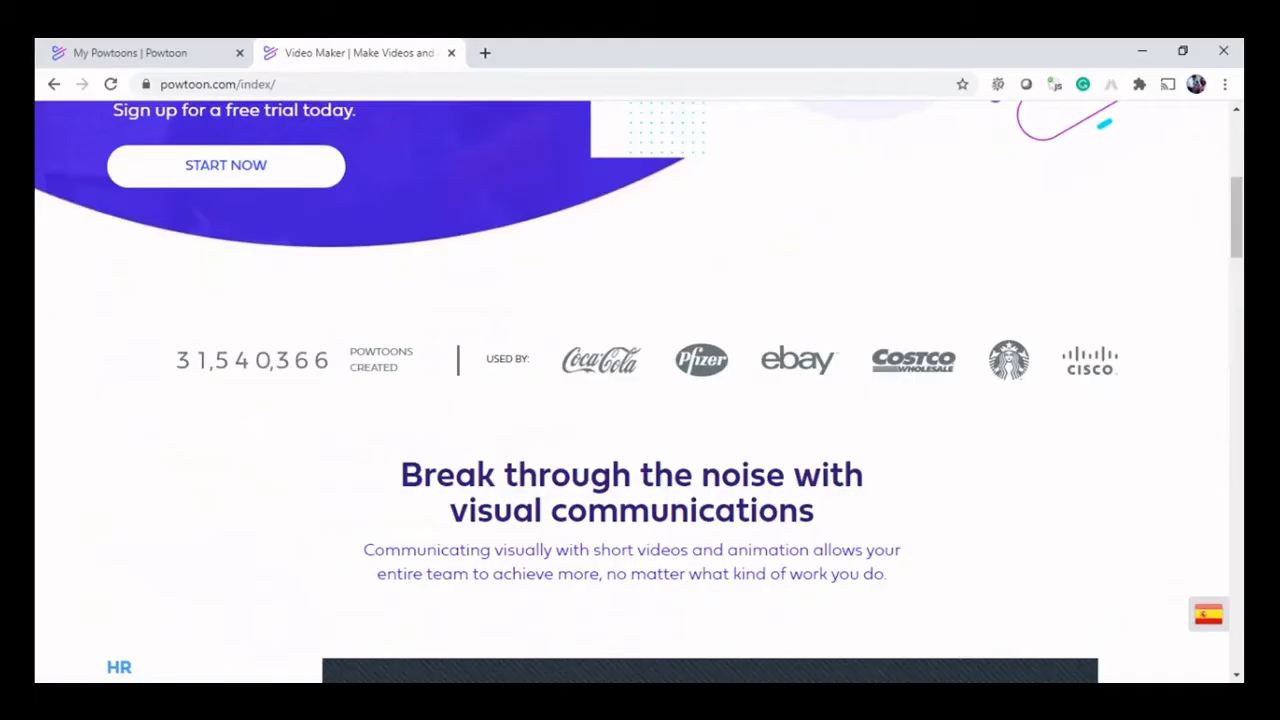 My Powtoons | Powtoon
Video Maker | Make Videos and
powtoon.com/index/
Sign up for a free trial today.
START NOW
31,540,366
POWTOONS
CREATED
USED BY:
Coca-Cola
Pfizer
ebay
COSTCO
WHOLESALE
CISCO
Break through the noise with
visual communications
Communicating visually with short videos and animation allows your
entire team to achieve more, no matter what kind of work you do.
HR